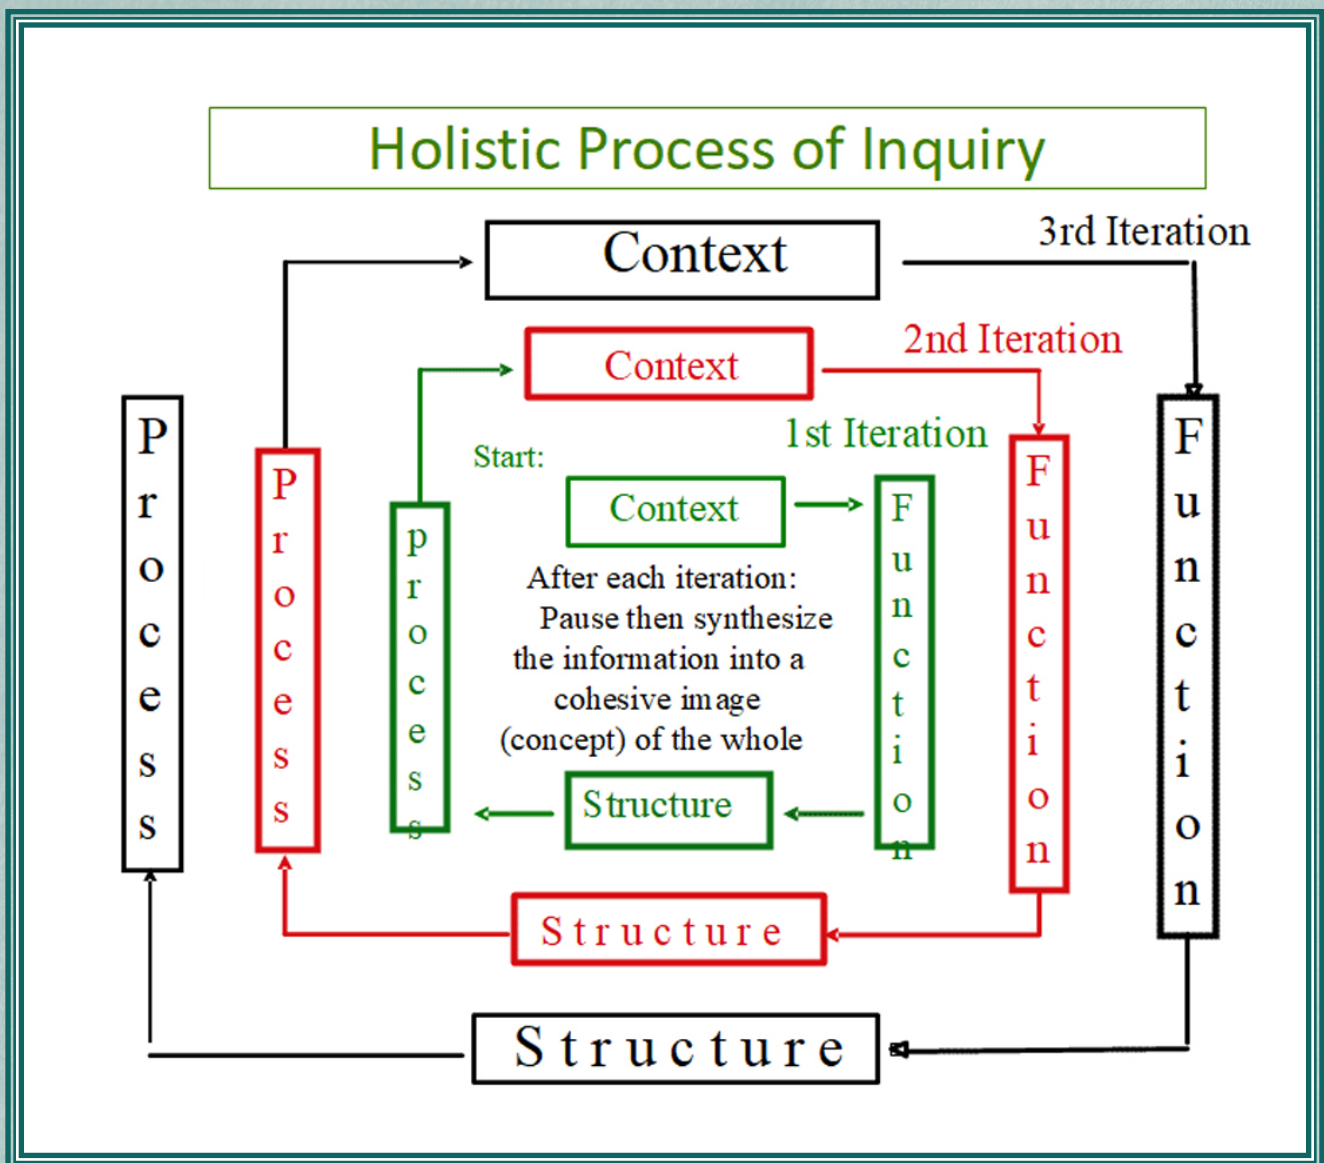 Holistic Process of Inquiry
3rd Iteration
Context
2nd Iteration
Context
1st Iteration
Start:
Context
Function
After each iteration:
Pause then synthesize
the information into a
cohesive image
(concept) of the whole
Structure
process
Function
Structure
Process
Function
Structure
Process